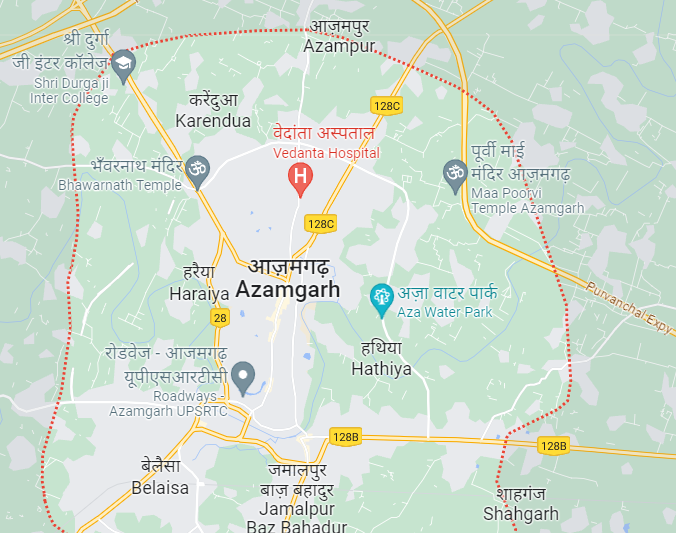 आज़मपुर
Azampur
श्री दुर्गा
जी इंटर कॉलेज
Shri Durga ji
Inter College
128C
करेंदुआ
Karendua
वेदांता अस्पताल
Vedanta Hospital
भँवरनाथ मंदिर
Bhawarnath Temple
पूर्वी माई
मंदिर आज़मगढ़
Maa Poorvi
Temple Azamgarh
128C
आज़मगढ़
Azamgarh
हरैया
Haraiya
Purvanchal Expy
अज़ा वाटर पार्क
Aza Water Park
28
हथिया
Hathiya
रोडवेज - आजमगढ़
यूपीएसआरटीसी
Roadways -
Azamgarh UPSRTC
128B
128B
बेलैसा
Belaisa
जमालपुर
बाज़ बहादुर
Jamalpur
Baz Bahadur
शाहगंज
Shahgarh